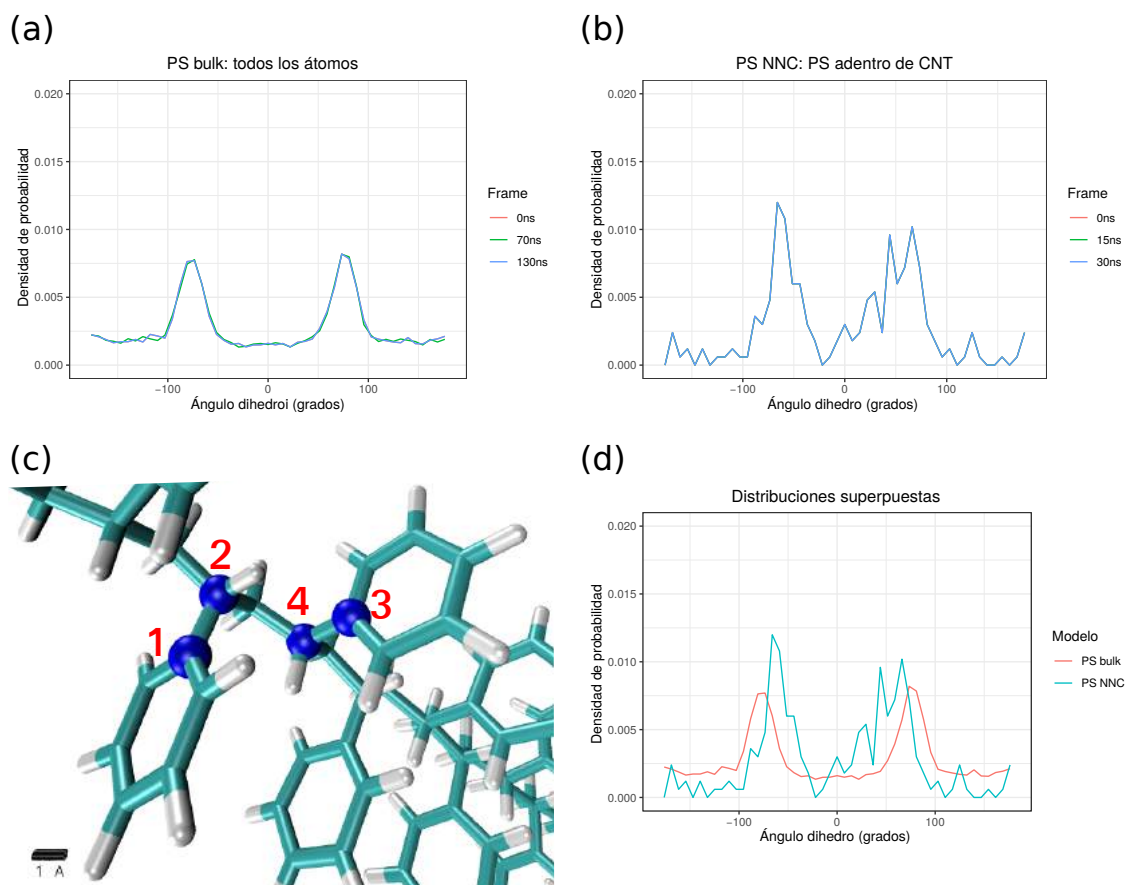 (a)
PS bulk: todos los átomos
Densidad de probabilidad
0.020
0.015
0.010
0.005
0.000
−100
0
100
Ángulo dihedroi (grados)
Frame
0ns
70ns
130ns
(b)
PS NNC: PS adentro de CNT
Densidad de probabilidad
0.020
0.015
0.010
0.005
0.000
−100
0
100
Ángulo dihedro (grados)
Frame
0ns
15ns
30ns
(c)
2
4
3
1
1 A
(d)
Distribuciones superpuestas
Densidad de probabilidad
0.020
0.015
0.010
0.005
0.000
−100
0
100
Ángulo dihedro (grados)
Modelo
PS bulk
PS NNC